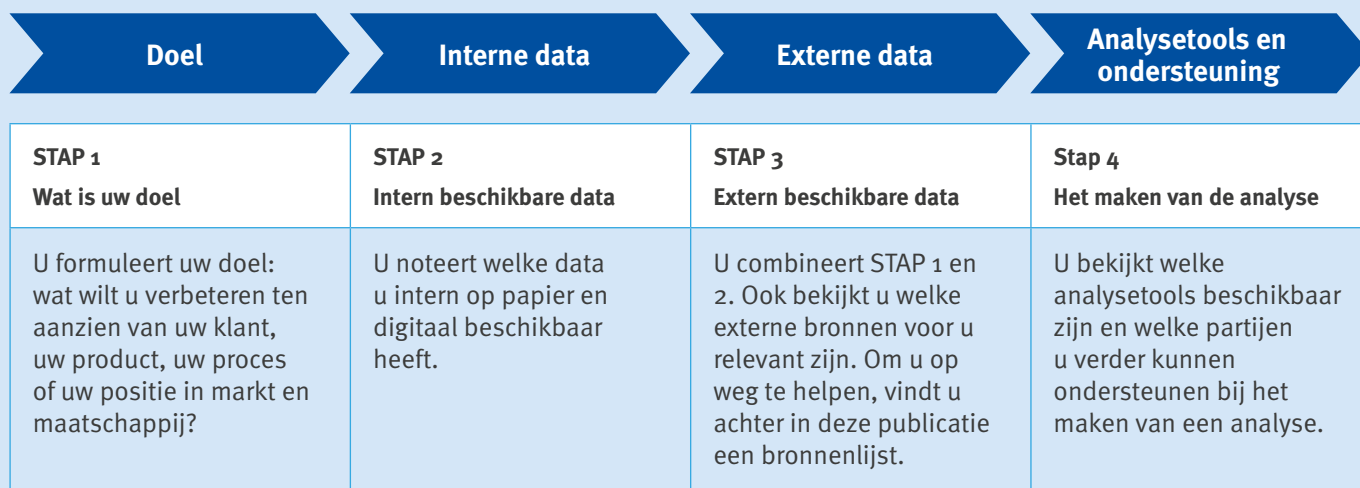 Doel
Interne data
Externe data
Analysetools en
ondersteuning
STAP 1
Wat is uw doel
STAP 2
Intern beschikbare data
STAP 3
Extern beschikbare data
Stap 4
Het maken van de analyse
U formuleert uw doel:
wat wilt u verbeteren ten
aanzien van uw klant,
uw product, uw proces
of uw positie in markt en
maatschappij?
U noteert welke data
u intern op papier en
digitaal beschikbaar
heeft.
U combineert STAP 1 en
2. Ook bekijkt u welke
externe bronnen voor u
relevant zijn. Om u op
weg te helpen, vindt u
achter in deze publicatie
een bronnenlijst.
U bekijkt welke
analysetools beschikbaar
zijn en welke partijen
u verder kunnen
ondersteunen bij het
maken van een analyse.